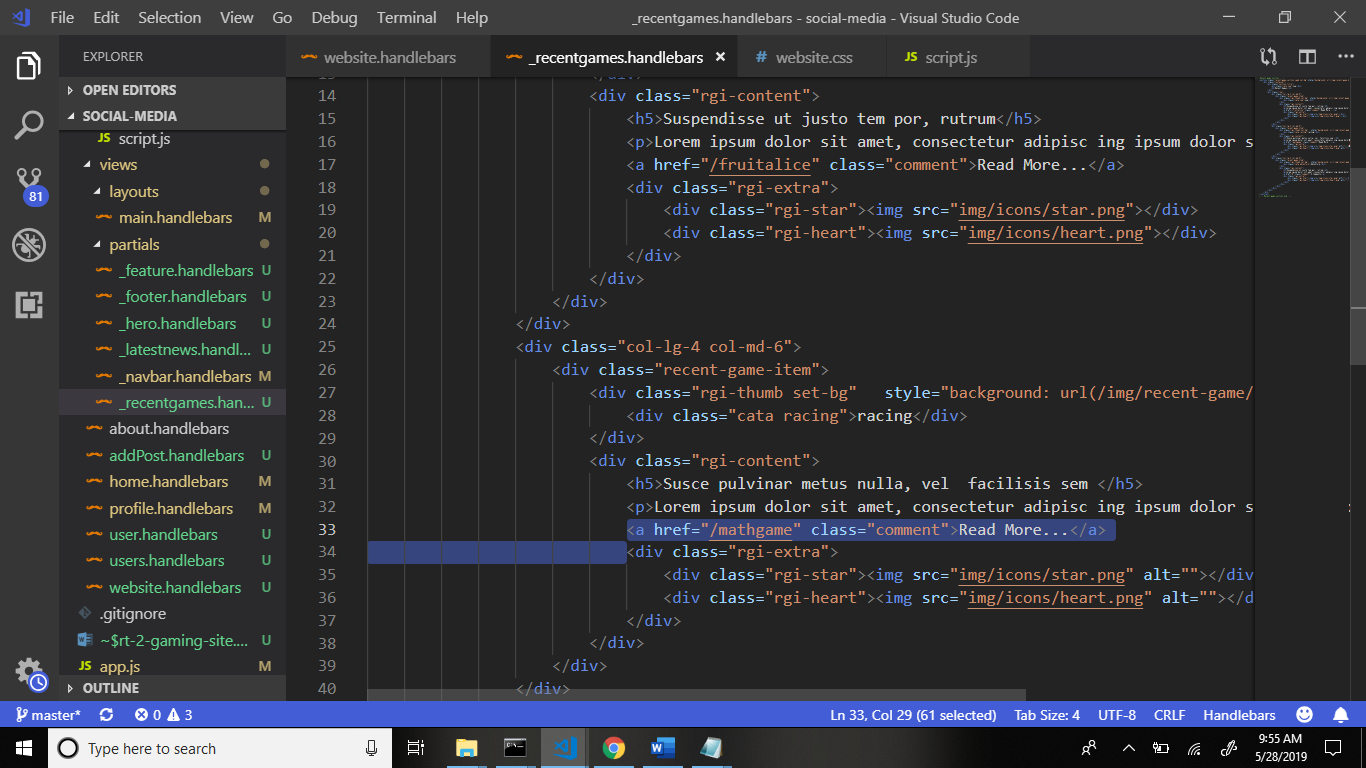 File Edit Selection View Go Debug Terminal Help _recentgames.handlebars - social-media - Visual Studio Code
EXPLORER
website.handlebars _recentgames.handlebars # website.css JS script.js
OPEN EDITORS
SOCIAL-MEDIA
JS script.js
views
layouts
main.handlebars M
partials
_feature.handlebars U
_footer.handlebars U
_hero.handlebars U
_latestnews.handl... U
_navbar.handlebars M
_recentgames.han... U
about.handlebars
addPost.handlebars U
home.handlebars M
profile.handlebars M
user.handlebars U
users.handlebars U
website.handlebars U
.gitignore
~$rt-2-gaming-site.... U
JS app.js M
OUTLINE
81
13 </div>
14 <div class="rgi-content">
15 <h5>Suspendisse ut justo tem por, rutrum</h5>
16 <p>Lorem ipsum dolor sit amet, consectetur adipisc ing ipsum dolor s
17 <a href="/fruitalice" class="comment">Read More...</a>
18 <div class="rgi-extra">
19 <div class="rgi-star"><img src="img/icons/star.png"></div>
20 <div class="rgi-heart"><img src="img/icons/heart.png"></div>
21 </div>
22 </div>
23 </div>
24 </div>
25 <div class="col-lg-4 col-md-6">
26 <div class="recent-game-item">
27 <div class="rgi-thumb set-bg" style="background: url(/img/recent-game/
28 <div class="cata racing">racing</div>
29 </div>
30 <div class="rgi-content">
31 <h5>Susce pulvinar metus nulla, vel  facilisis sem </h5>
32 <p>Lorem ipsum dolor sit amet, consectetur adipisc ing ipsum dolor s
33 <a href="/mathgame" class="comment">Read More...</a>
34 <div class="rgi-extra">
35 <div class="rgi-star"><img src="img/icons/star.png" alt=""></div
36 <div class="rgi-heart"><img src="img/icons/heart.png" alt=""></d
37 </div>
38 </div>
39 </div>
40 </div>
master* 0 3 Ln 33, Col 29 (61 selected) Tab Size: 4 UTF-8 CRLF Handlebars
Type here to search
9:55 AM
5/28/2019